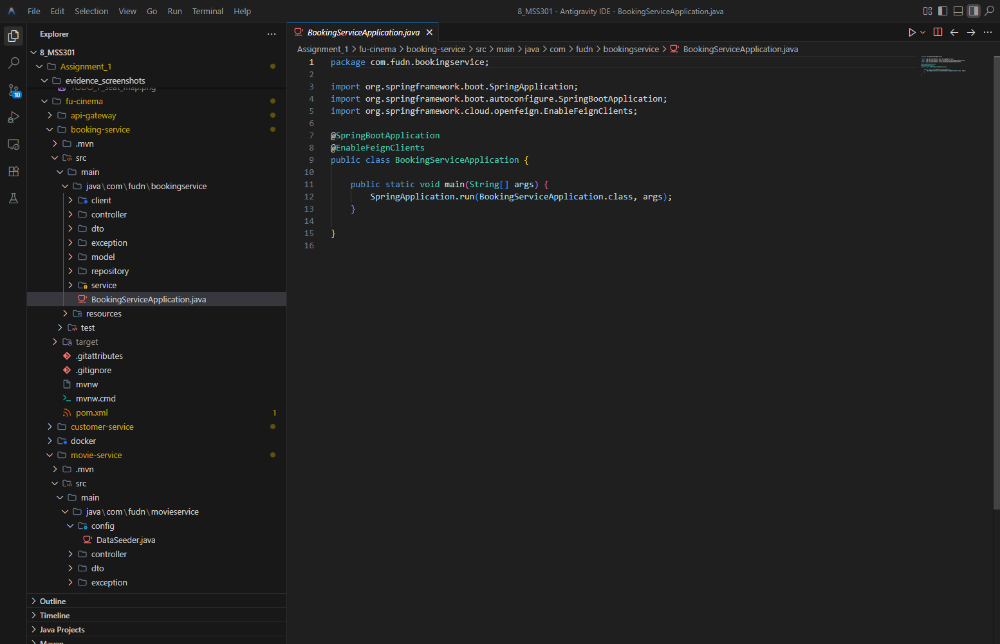 File Edit Selection View Go Run Terminal Help
8_MSS301 - Antigravity IDE - BookingServiceApplication.java
Explorer
8_MSS301
Assignment_1
evidence_screenshots
TODO_7_seat_map.png
fu-cinema
api-gateway
booking-service
.mvn
src
main
java\com\fudn\bookingservice
client
controller
dto
exception
model
repository
service
BookingServiceApplication.java
resources
test
target
.gitattributes
.gitignore
mvnw
mvnw.cmd
pom.xml 1
customer-service
docker
movie-service
.mvn
src
main
java\com\fudn\movieservice
config
DataSeeder.java
controller
dto
exception
Outline
Timeline
Java Projects
Maven
10
BookingServiceApplication.java
Assignment_1 > fu-cinema > booking-service > src > main > java > com > fudn > bookingservice > BookingServiceApplication.java
1 package com.fudn.bookingservice;
2
3 import org.springframework.boot.SpringApplication;
4 import org.springframework.boot.autoconfigure.SpringBootApplication;
5 import org.springframework.cloud.openfeign.EnableFeignClients;
6
7 @SpringBootApplication
8 @EnableFeignClients
9 public class BookingServiceApplication {
10
11 public static void main(String[] args) {
12 SpringApplication.run(BookingServiceApplication.class, args);
13 }
14
15 }
16